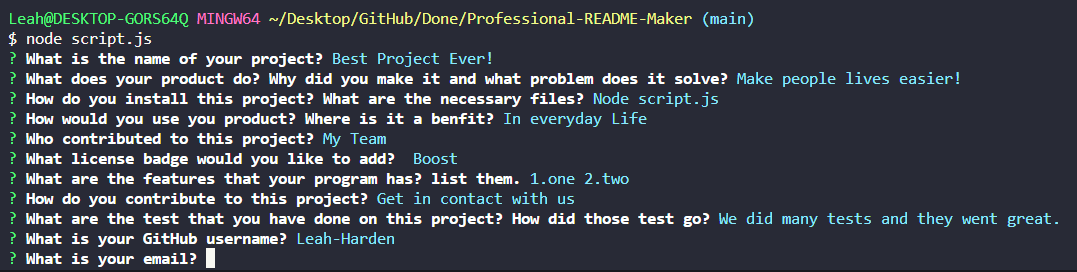 Leah@DESKTOP-GORS64Q MINGW64 ~/Desktop/GitHub/Done/Professional-README-Maker (main)
$ node script.js
? What is the name of your project? Best Project Ever!
? What does your product do? Why did you make it and what problem does it solve? Make people lives easier!
? How do you install this project? What are the necessary files? Node script.js
? How would you use you product? Where is it a benfit? In everyday Life
? Who contributed to this project? My Team
? What license badge would you like to add?  Boost
? What are the features that your program has? list them. 1.one 2.two
? How do you contribute to this project? Get in contact with us
? What are the test that you have done on this project? How did those test go? We did many tests and they went great.
? What is your GitHub username? Leah-Harden
? What is your email?